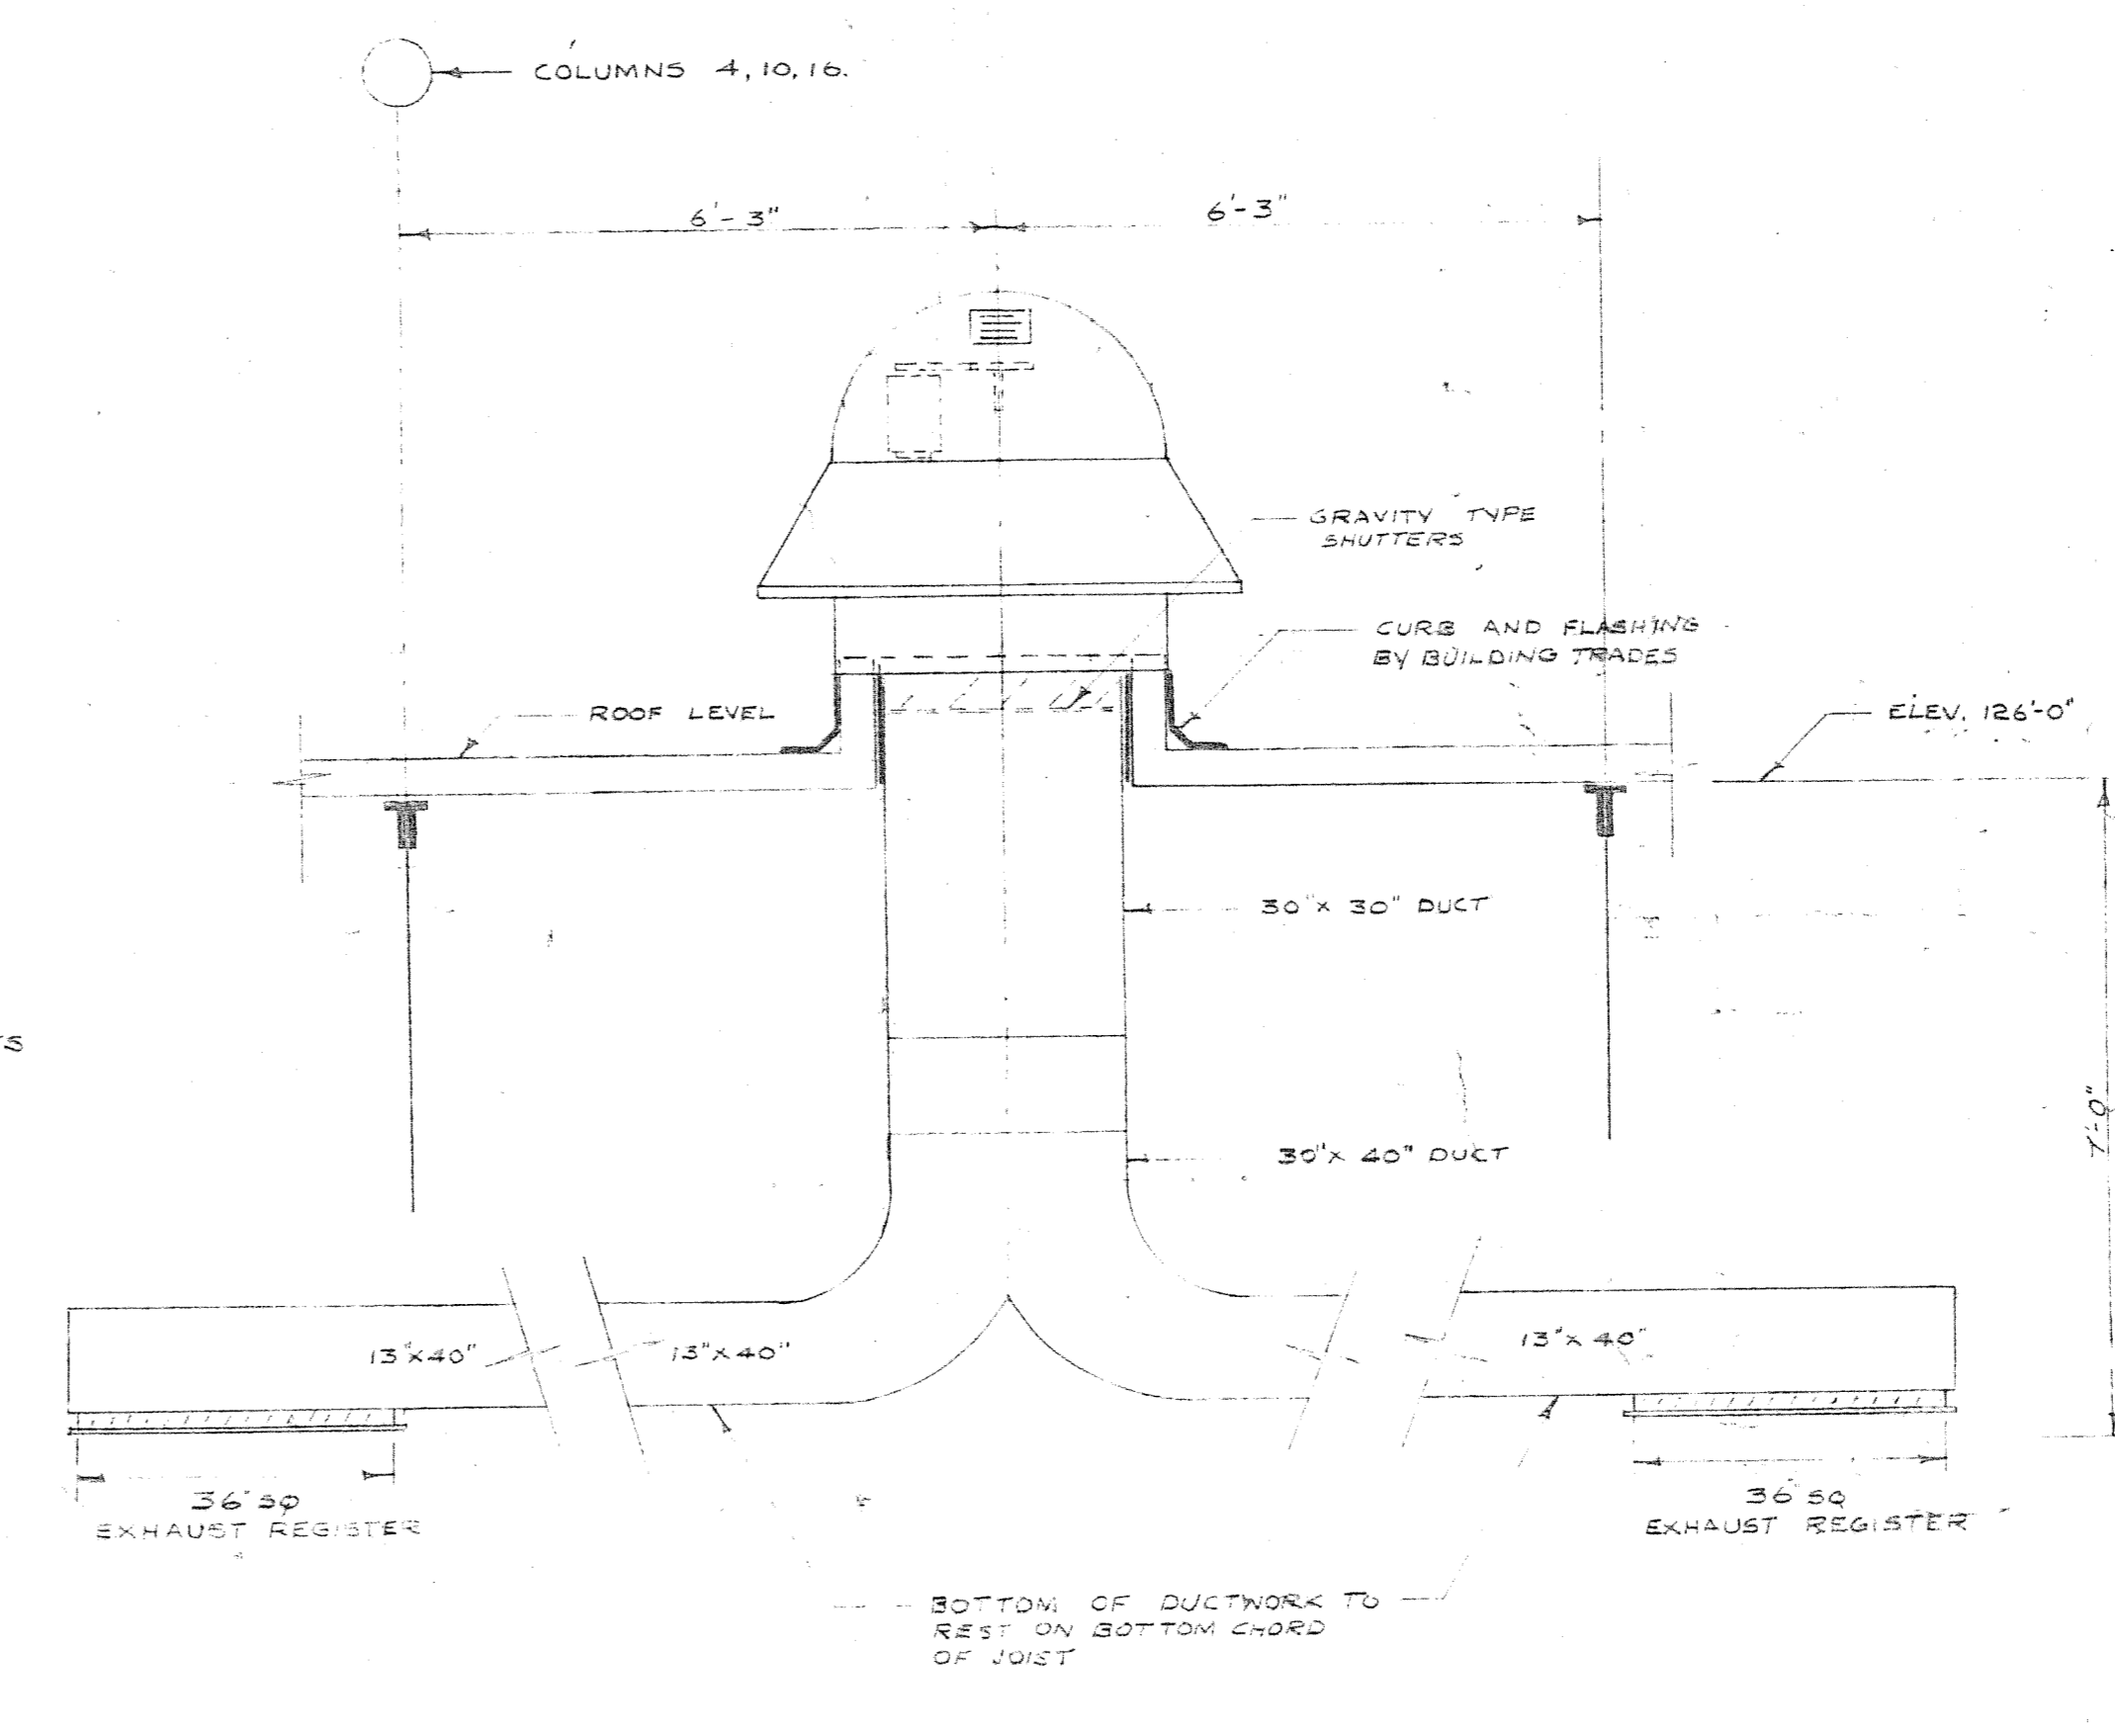 COLUMNS 4, 10, 16.
6'-3"
6'-3"
GRAVITY TYPE
SHUTTERS
CURB AND FLASHING
BY BUILDING TRADES
ROOF LEVEL
ELEV. 126'-0"
30"x 30" DUCT
7'-0"
30"x 40" DUCT
13"x40"
13"x40"
13"x40"
36"SQ
EXHAUST REGISTER
36"SQ
EXHAUST REGISTER
BOTTOM OF DUCTWORK TO
REST ON BOTTOM CHORD
OF JOIST